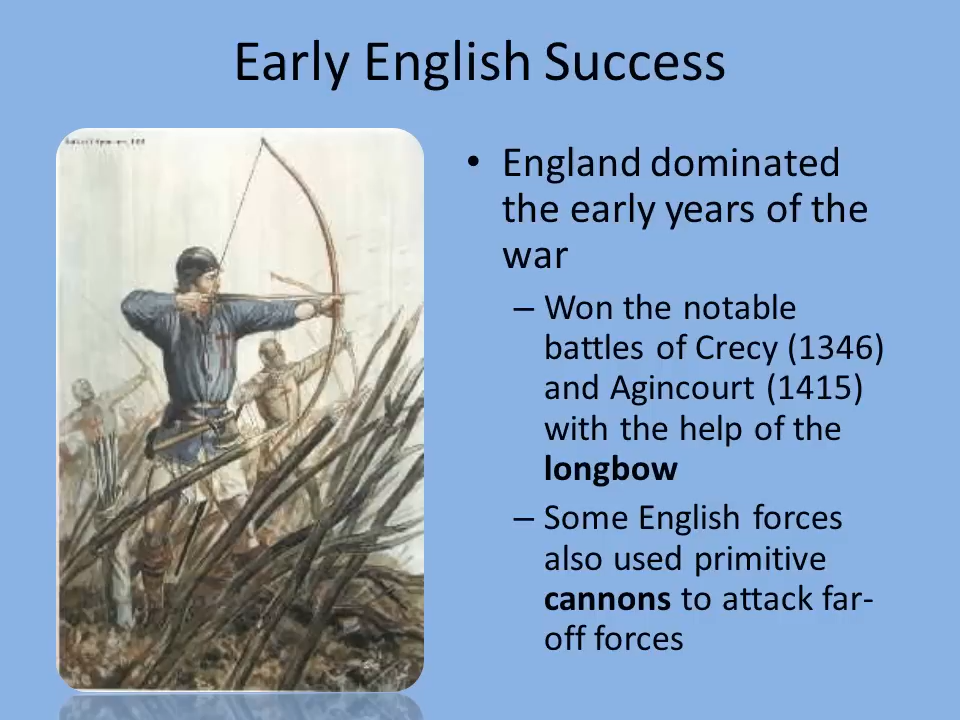 Early English Success
• England dominated
the early years of the
war
– Won the notable
battles of Crecy (1346)
and Agincourt (1415)
with the help of the
longbow
– Some English forces
also used primitive
cannons to attack far-
off forces